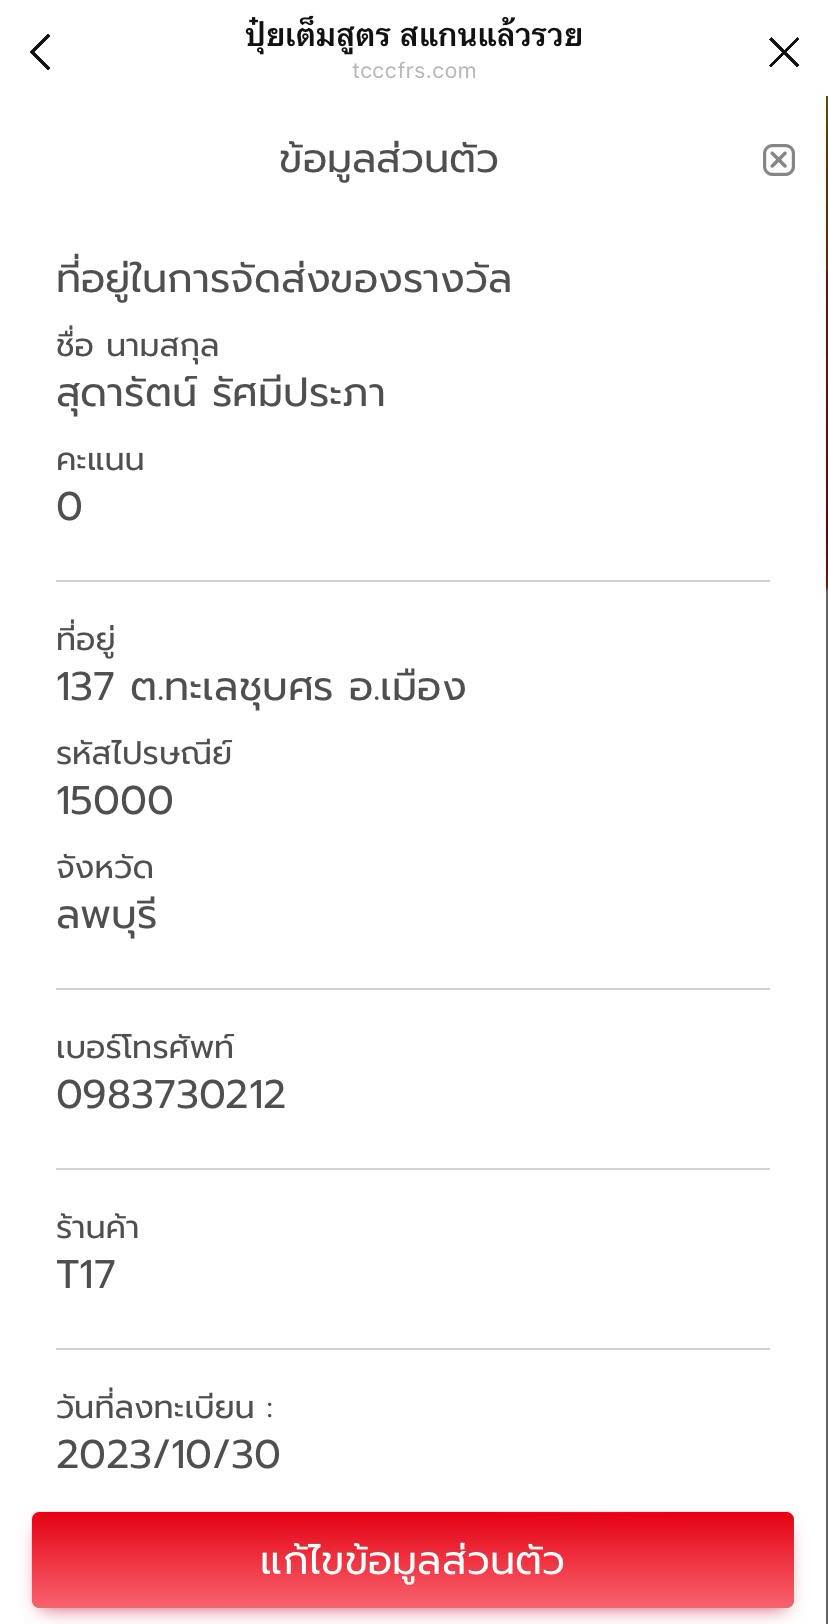 ปุ๋ยเต็มสูตร สแกนแล้วรวย
tcccfrs.com
ข้อมูลส่วนตัว
ที่อยู่ในการจัดส่งของรางวัล
ชื่อ นามสกุล
สุดารัตน์ รัศมีประภา
คะแนน
0
ที่อยู่
137 ต.ทะเลชุบศร อ.เมือง
รหัสไปรษณีย์
15000
จังหวัด
ลพบุรี
เบอร์โทรศัพท์
0983730212
ร้านค้า
T17
วันที่ลงทะเบียน :
2023/10/30
แก้ไขข้อมูลส่วนตัว